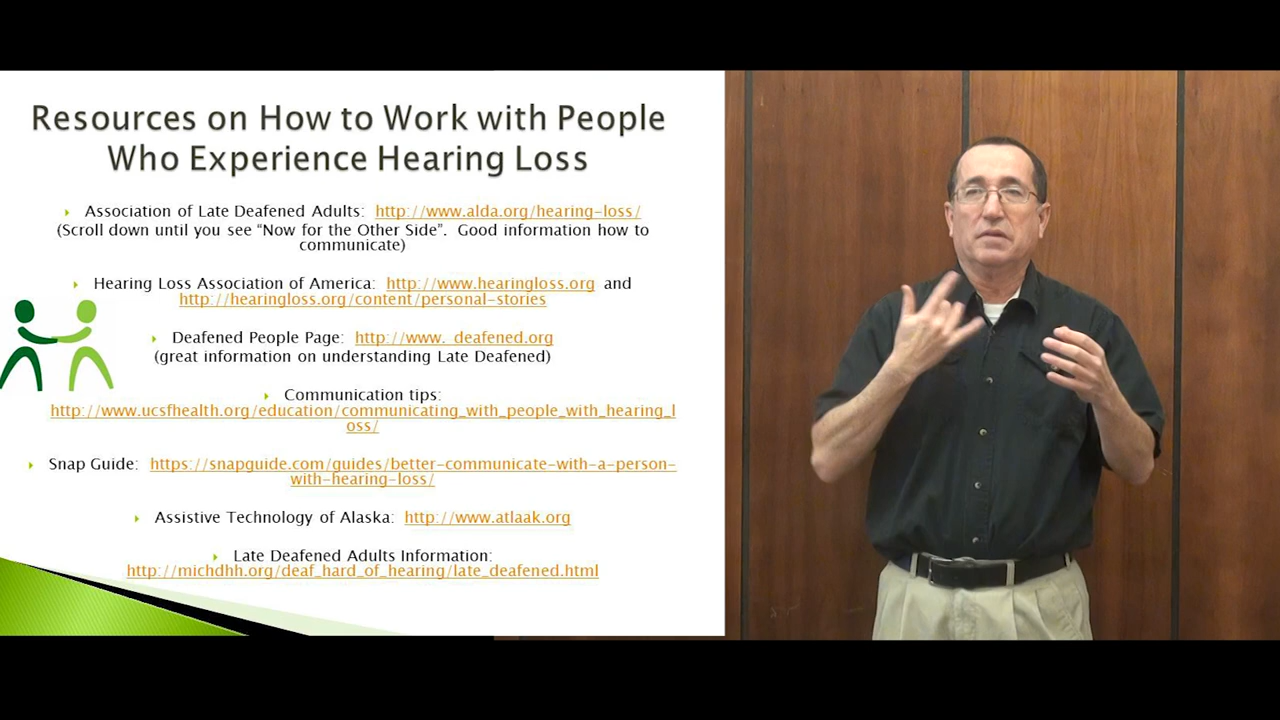 Resources on How to Work with People
Who Experience Hearing Loss
Association of Late Deafened Adults: http://www.alda.org/hearing-loss/
(Scroll down until you see “Now for the Other Side”. Good information how to
communicate)
Hearing Loss Association of America: http://www.hearingloss.org and
http://hearingloss.org/content/personal-stories
Deafened People Page: http://www. deafened.org
(great information on understanding Late Deafened)
Communication tips:
http://www.ucsfhealth.org/education/communicating_with_people_with_hearing_l
oss/
Snap Guide: https://snapguide.com/guides/better-communicate-with-a-person-
with-hearing-loss/
Assistive Technology of Alaska: http://www.atlaak.org
Late Deafened Adults Information:
http://michdhh.org/deaf_hard_of_hearing/late_deafened.html